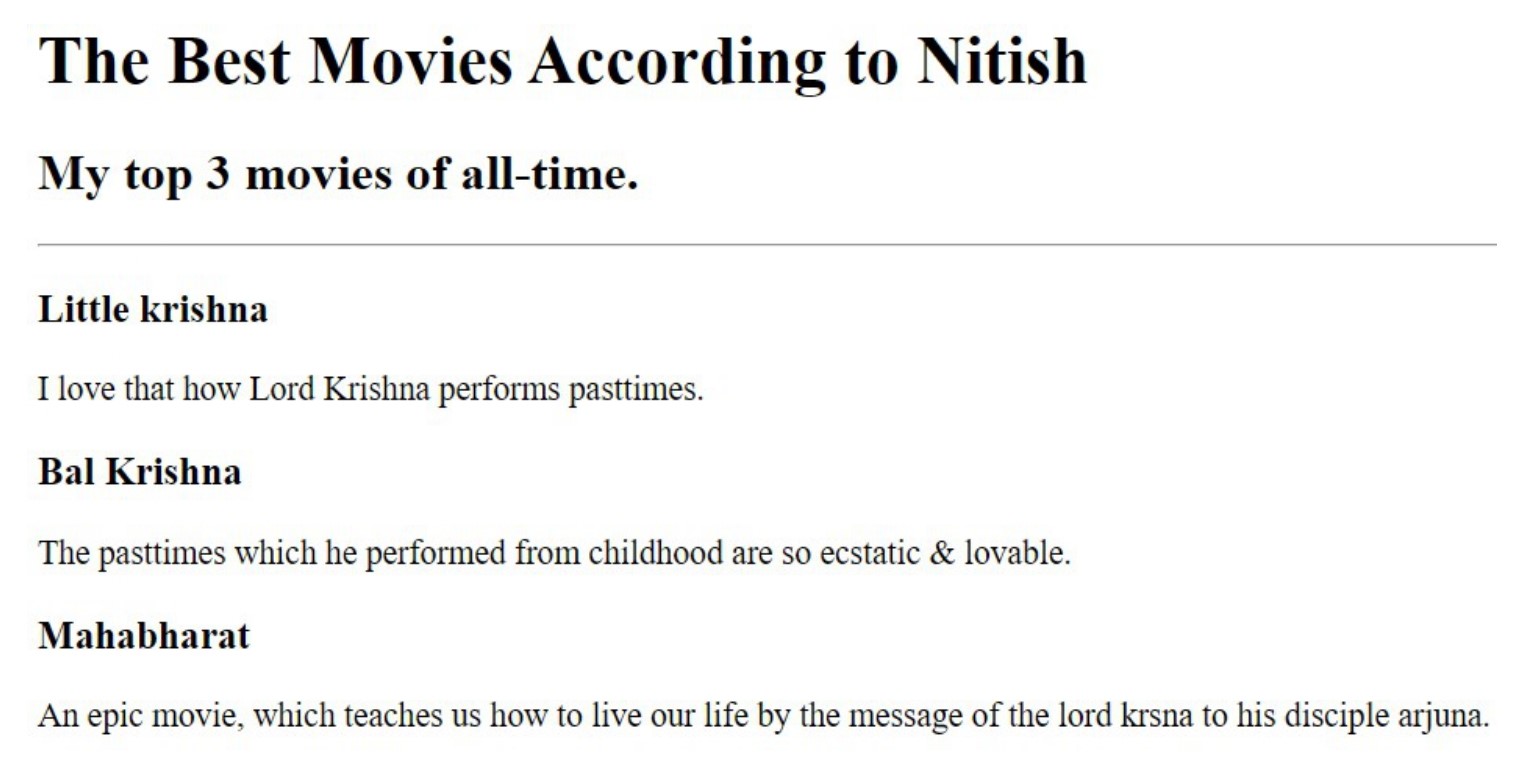 The Best Movies According to Nitish
My top 3 movies of all-time.
Little krishna
I love that how Lord Krishna performs pasttimes.
Bal Krishna
The pasttimes which he performed from childhood are so ecstatic & lovable.
Mahabharat
An epic movie, which teaches us how to live our life by the message of the lord krsna to his disciple arjuna.